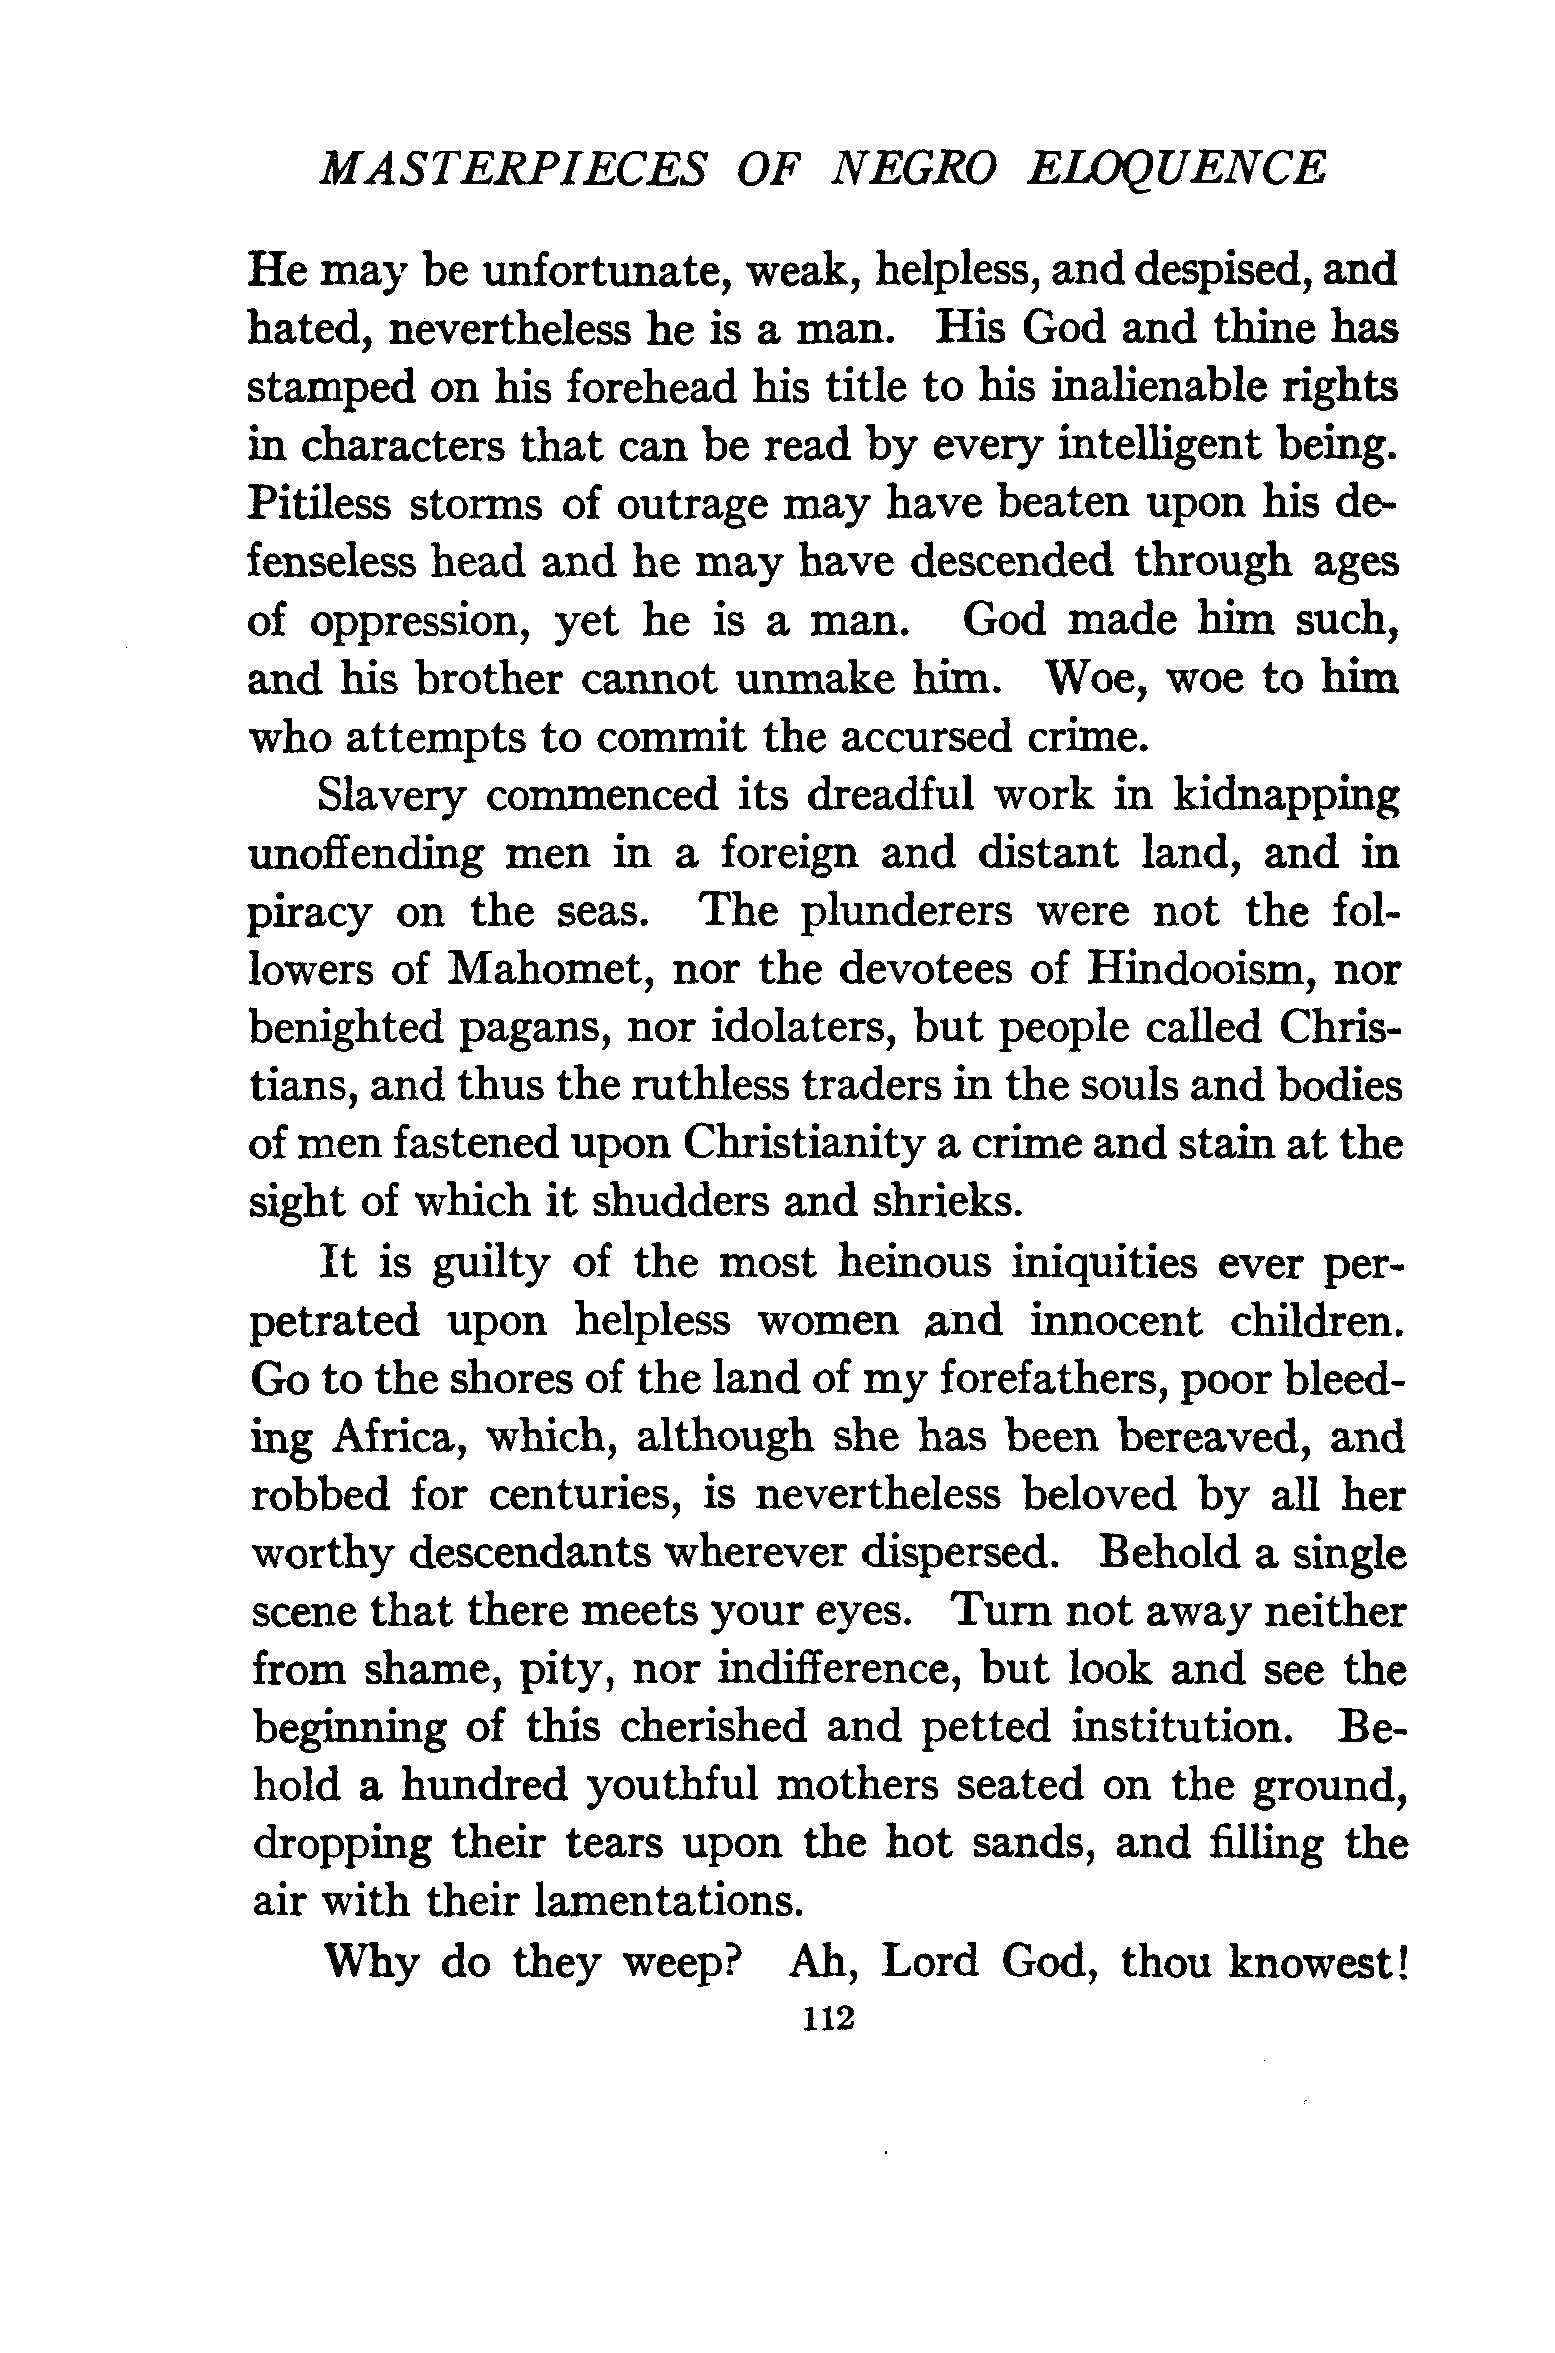 MASTERPIECES OF NEGRO ELOQUENCE
He may be unfortunate, weak, helpless, and despised, and
hated, nevertheless he is a man. His God and thine has
stamped on his forehead his title to his inalienable rights
in characters that can be read by every intelligent being.
Pitiless storms of outrage may have beaten upon his de-
fenseless head and he may have descended through ages
of oppression, yet he is a man. God made him such,
and his brother cannot unmake him. Woe, woe to him
who attempts to commit the accursed crime.
Slavery commenced its dreadful work in kidnapping
unoffending men in a foreign and distant land, and in
piracy on the seas. The plunderers were not the fol-
lowers of Mahomet, nor the devotees of Hindooism, nor
benighted pagans, nor idolaters, but people called Chris-
tians, and thus the ruthless traders in the souls and bodies
of men fastened upon Christianity a crime and stain at the
sight of which it shudders and shrieks.
It is guilty of the most heinous iniquities ever per-
petrated upon helpless women and innocent children.
Go to the shores of the land of my forefathers, poor bleed-
ing Africa, which, although she has been bereaved, and
robbed for centuries, is nevertheless beloved by all her
worthy descendants wherever dispersed. Behold a single
scene that there meets your eyes. Turn not away neither
from shame, pity, nor indifference, but look and see the
beginning of this cherished and petted institution. Be-
hold a hundred youthful mothers seated on the ground,
dropping their tears upon the hot sands, and filling the
air with their lamentations.
Why do they weep? Ah, Lord God, thou knowest!
112